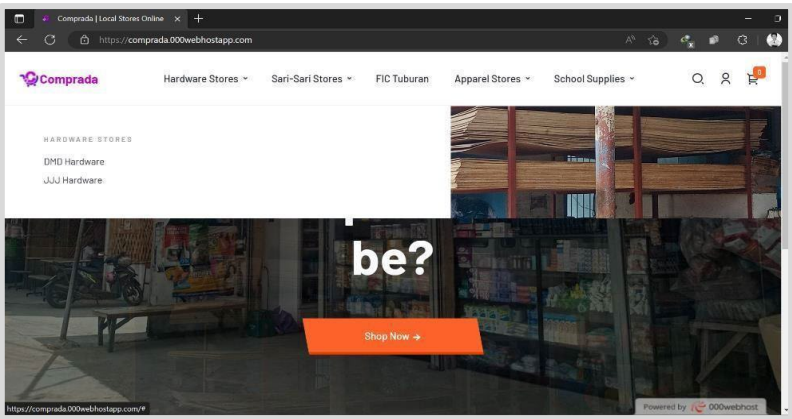 Comprada | Local Stores Online
https://comprada.000webhostapp.com
Comprada
Hardware Stores
Sari-Sari Stores
FIC Tuburan
Apparel Stores
School Supplies
0
HARDWARE STORES
DMD Hardware
JJJ Hardware
be?
Shop Now →
https://comprada.000webhostapp.com/#
Powered by 000webhost